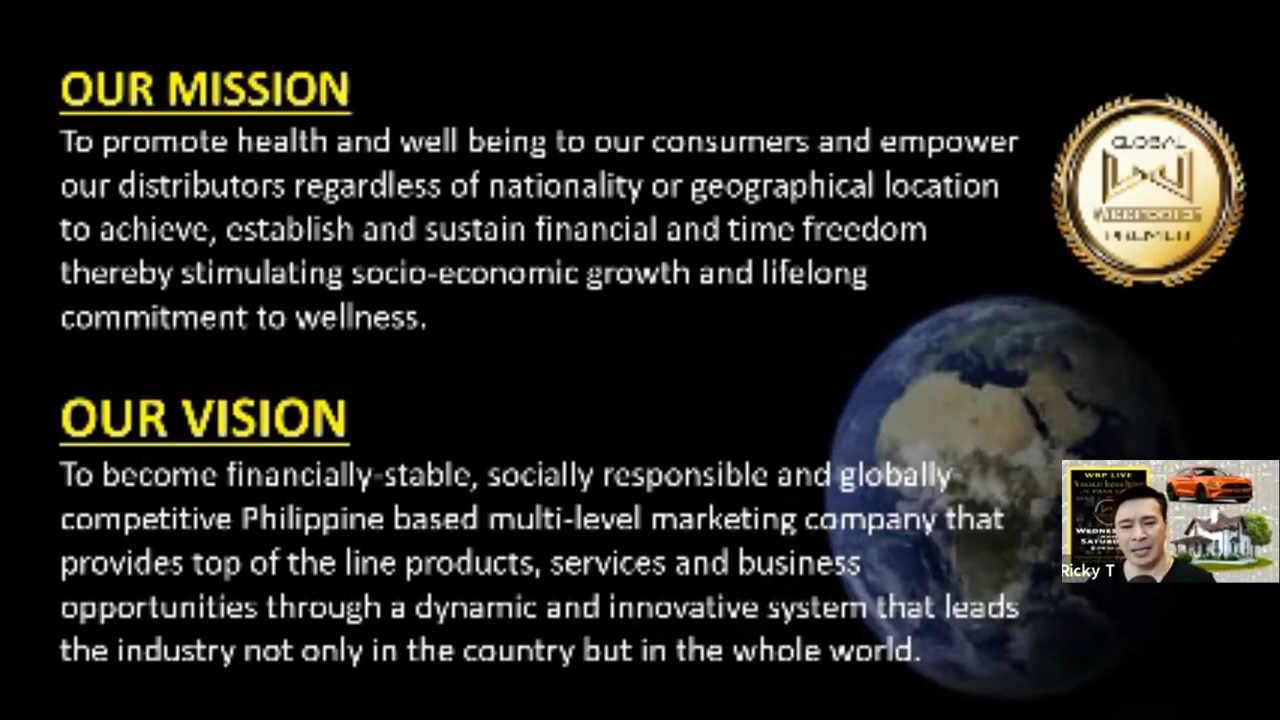 OUR MISSION
To promote health and well being to our consumers and empower
our distributors regardless of nationality or geographical location
to achieve, establish and sustain financial and time freedom
thereby stimulating socio-economic growth and lifelong
commitment to wellness.
OUR VISION
To become financially-stable, socially responsible and globally-
competitive Philippine based multi-level marketing company that
provides top of the line products, services and business
opportunities through a dynamic and innovative system that leads
the industry not only in the country but in the whole world.
GLOBAL
PREMIER
WBP LIVE
Ricky T